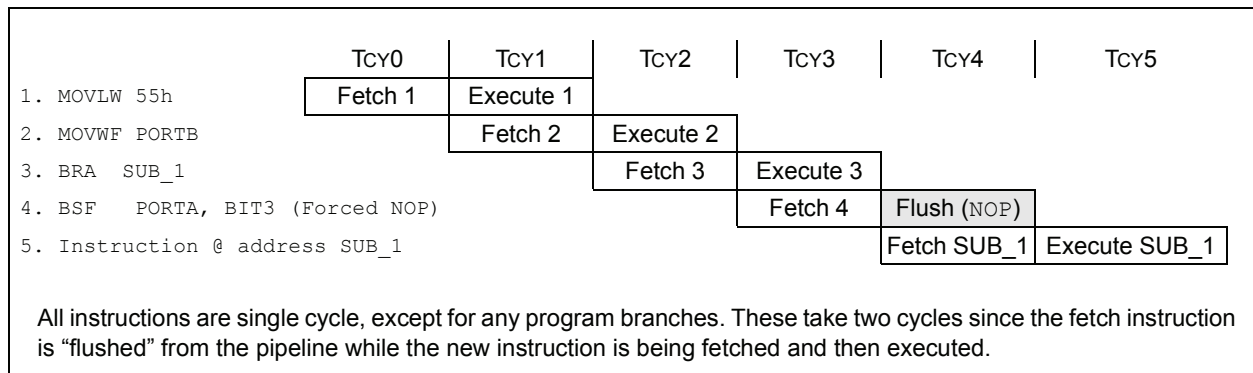 TCY0 TCY1 TCY2 TCY3 TCY4 TCY5
1. MOVLW 55h Fetch 1 Execute 1
2. MOVWF PORTB Fetch 2 Execute 2
3. BRA SUB_1 Fetch 3 Execute 3
4. BSF PORTA, BIT3 (Forced NOP) Fetch 4 Flush (NOP)
5. Instruction @ address SUB_1 Fetch SUB_1 Execute SUB_1
All instructions are single cycle, except for any program branches. These take two cycles since the fetch instruction
is “flushed” from the pipeline while the new instruction is being fetched and then executed.